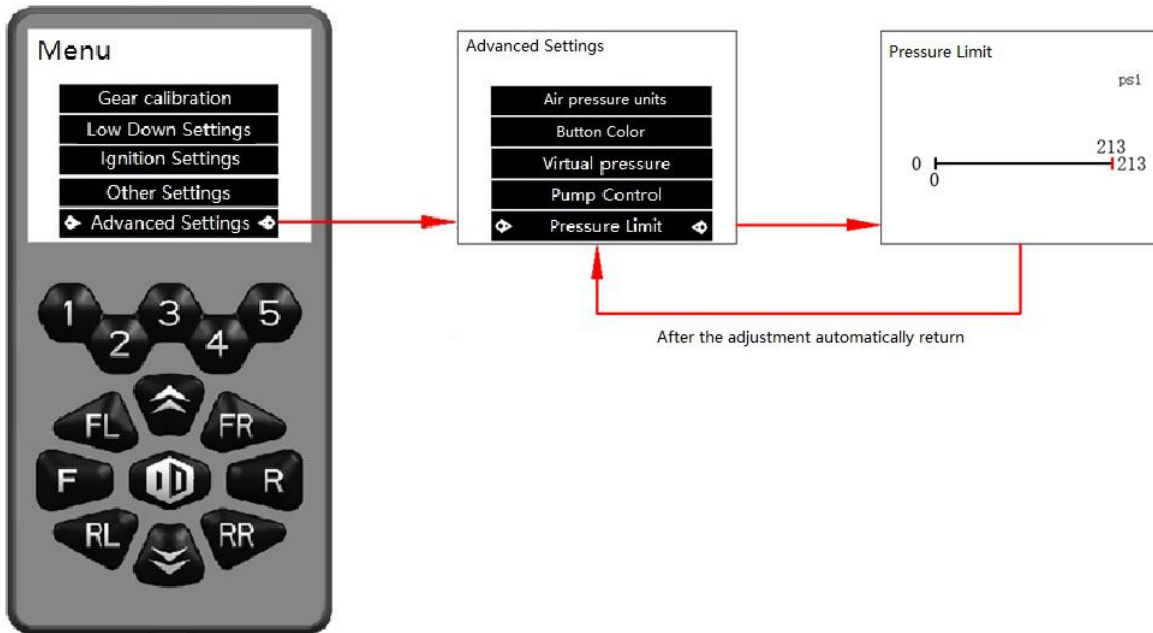 Menu
Gear calibration
Low Down Settings
Ignition Settings
Other Settings
Advanced Settings
1
2
3
4
5
FL
FR
F
R
RL
RR
Advanced Settings
Air pressure units
Button Color
Virtual pressure
Pump Control
Pressure Limit
Pressure Limit
psi
213
0
213
0
After the adjustment automatically return